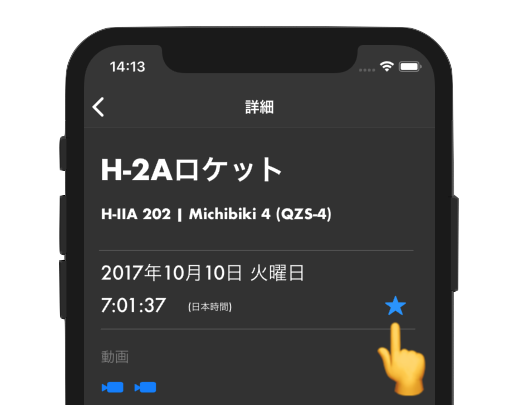 14:13
詳細
H-2Aロケット
H-IIA 202 | Michibiki 4 (QZS-4)
2017年10月10日 火曜日
7:01:37 (日本時間)
動画